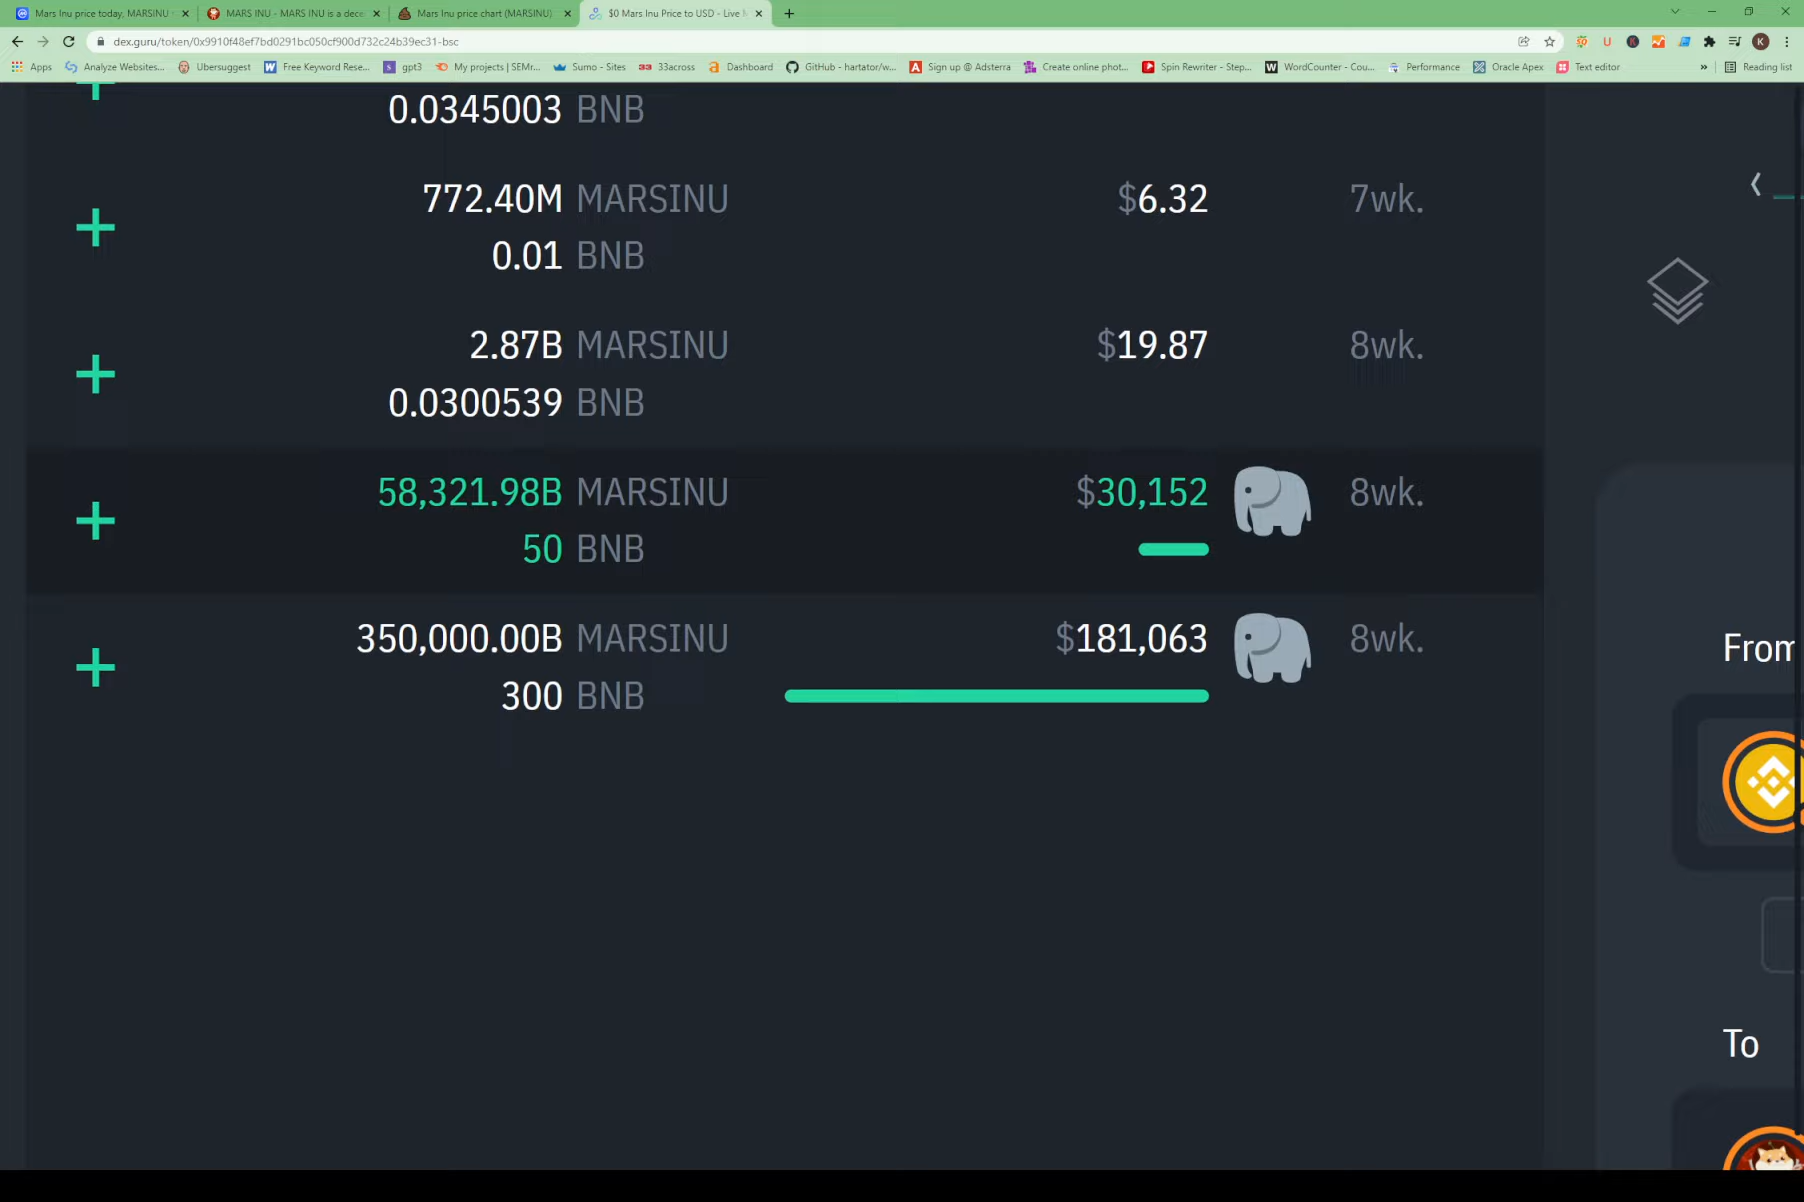 Mars Inu price today, MARSINU
MARS INU - MARS INU is a dece
Mars Inu price chart (MARSINU)
$0 Mars Inu Price to USD - Live
dex.guru/token/0x9910f48ef7bd0291bc050cf900d732c24b39ec31-bsc
Apps
Analyze Websites...
Ubersuggest
Free Keyword Rese...
gpt3
My projects | SEMr...
Sumo - Sites
33across
Dashboard
GitHub - hartator/w...
Sign up @ Adsterra
Create online phot...
Spin Rewriter - Step...
WordCounter - Cou...
Performance
Oracle Apex
Text editor
Reading list
0.0345003 BNB
772.40M MARSINU $6.32 7wk.
0.01 BNB
2.87B MARSINU $19.87 8wk.
0.0300539 BNB
58,321.98B MARSINU $30,152 8wk.
50 BNB
350,000.00B MARSINU $181,063 8wk.
300 BNB
From
To